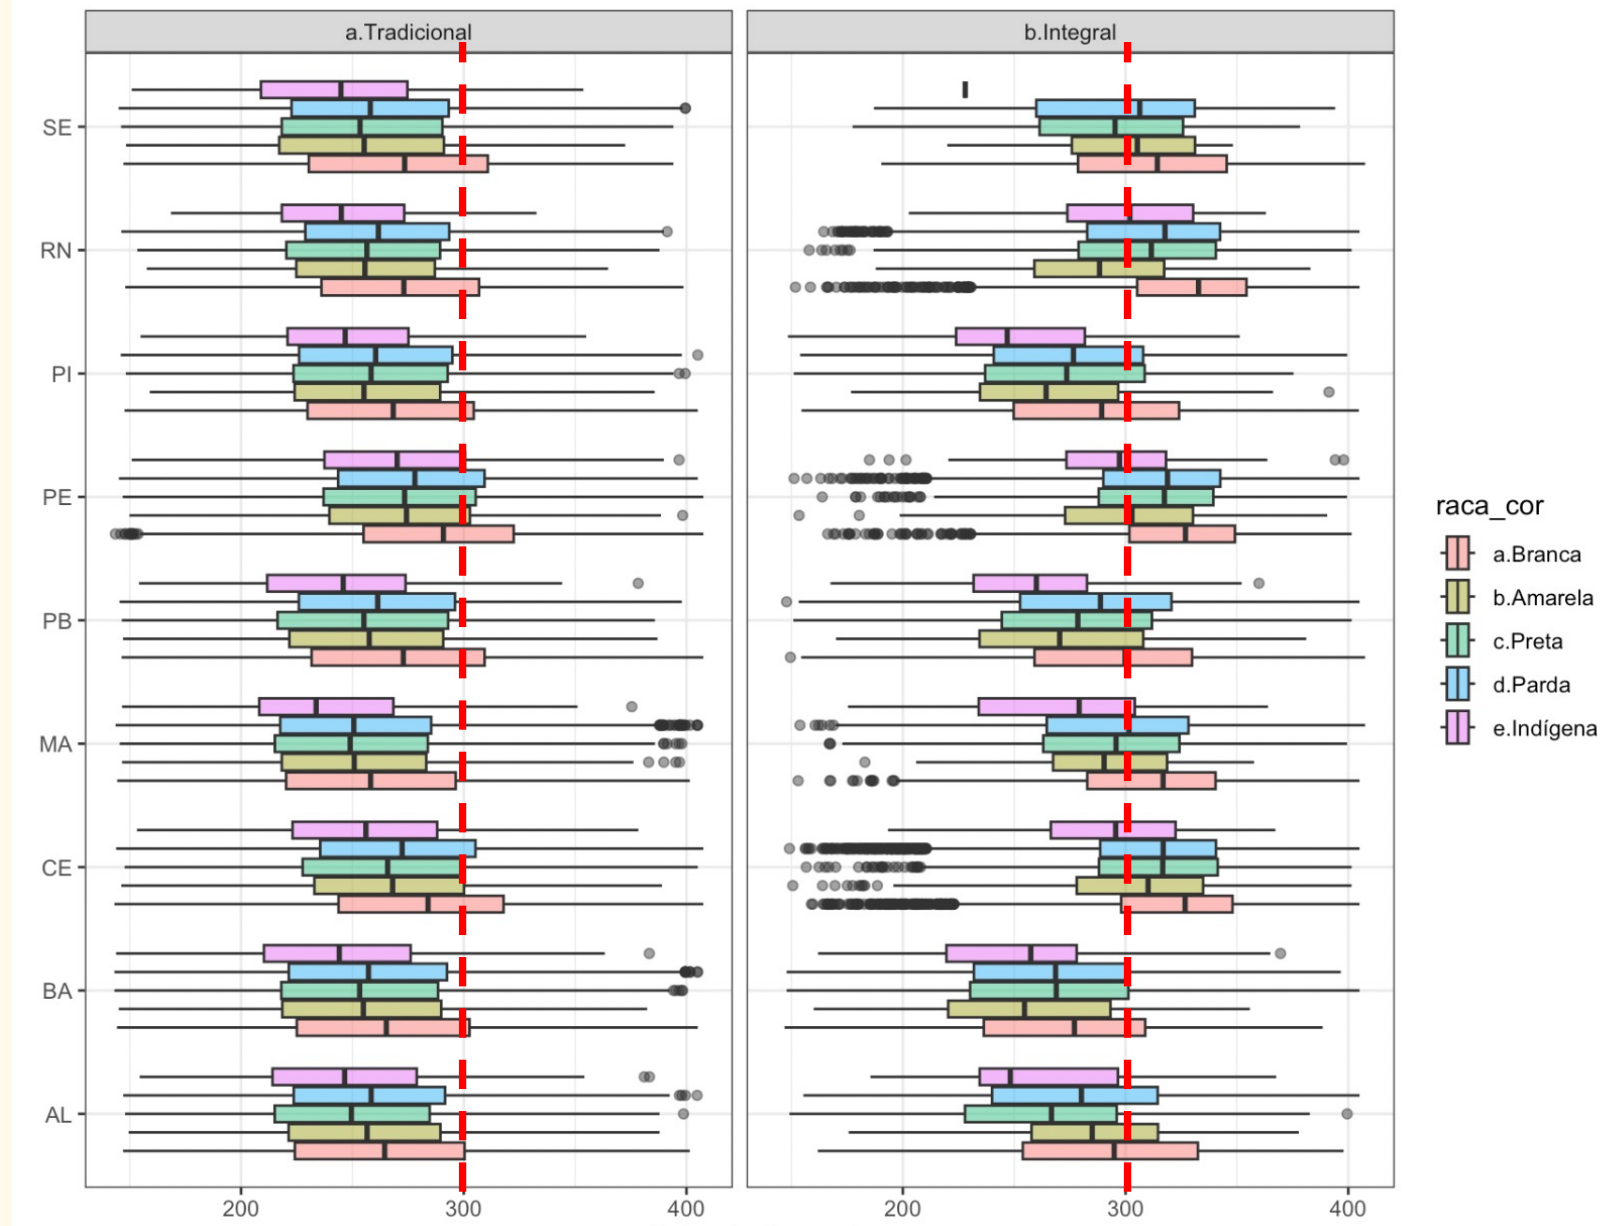 a.Tradicional
b.Integral
SE
RN
PI
PE
PB
MA
CE
BA
AL
200
300
400
200
300
400
raca_cor
a.Branca
b.Amarela
c.Preta
d.Parda
e.Indígena